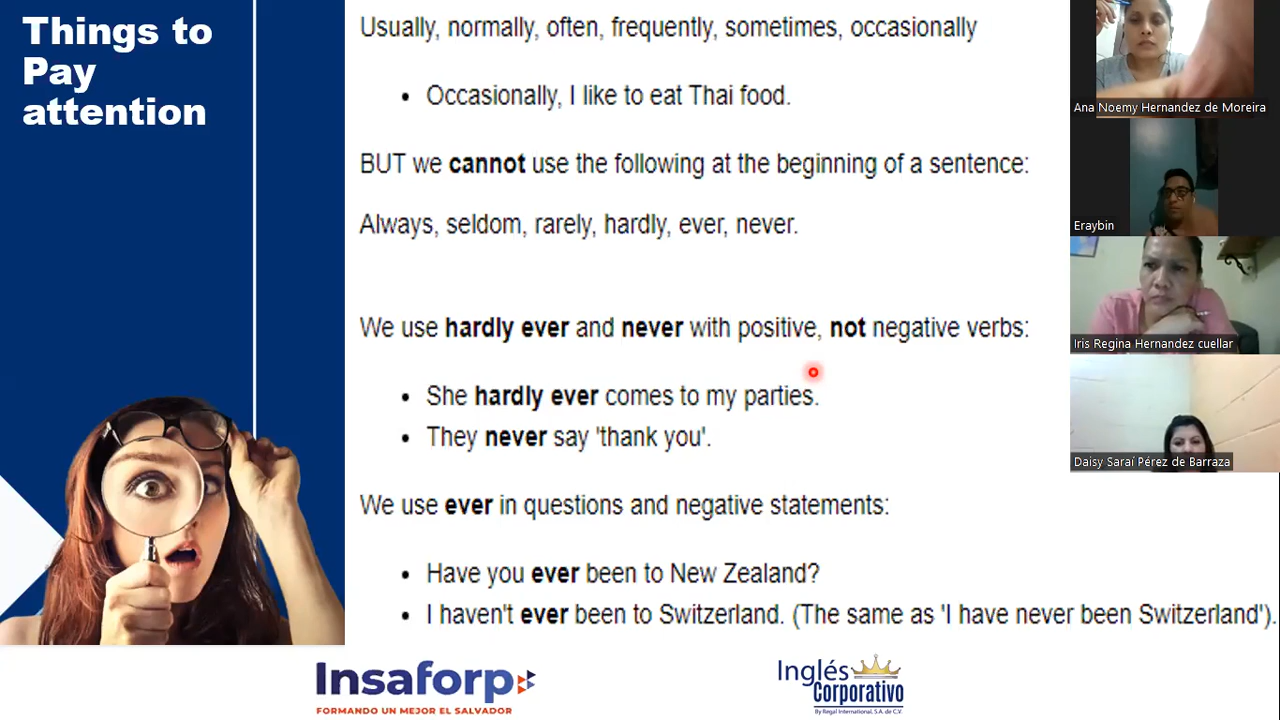 Things to
Pay
attention
Usually, normally, often, frequently, sometimes, occasionally
• Occasionally, I like to eat Thai food.
BUT we cannot use the following at the beginning of a sentence:
Always, seldom, rarely, hardly, ever, never.
We use hardly ever and never with positive, not negative verbs:
• She hardly ever comes to my parties.
• They never say 'thank you'.
We use ever in questions and negative statements:
• Have you ever been to New Zealand?
• I haven't ever been to Switzerland. (The same as 'I have never been Switzerland').
Ana Noemy Hernandez de Moreira
Eraybin
Iris Regina Hernandez cuellar
Daisy Saraí Pérez de Barraza
Insaforp
FORMANDO UN MEJOR EL SALVADOR
Inglés
Corporativo
By Regal International, S.A. de C.V.